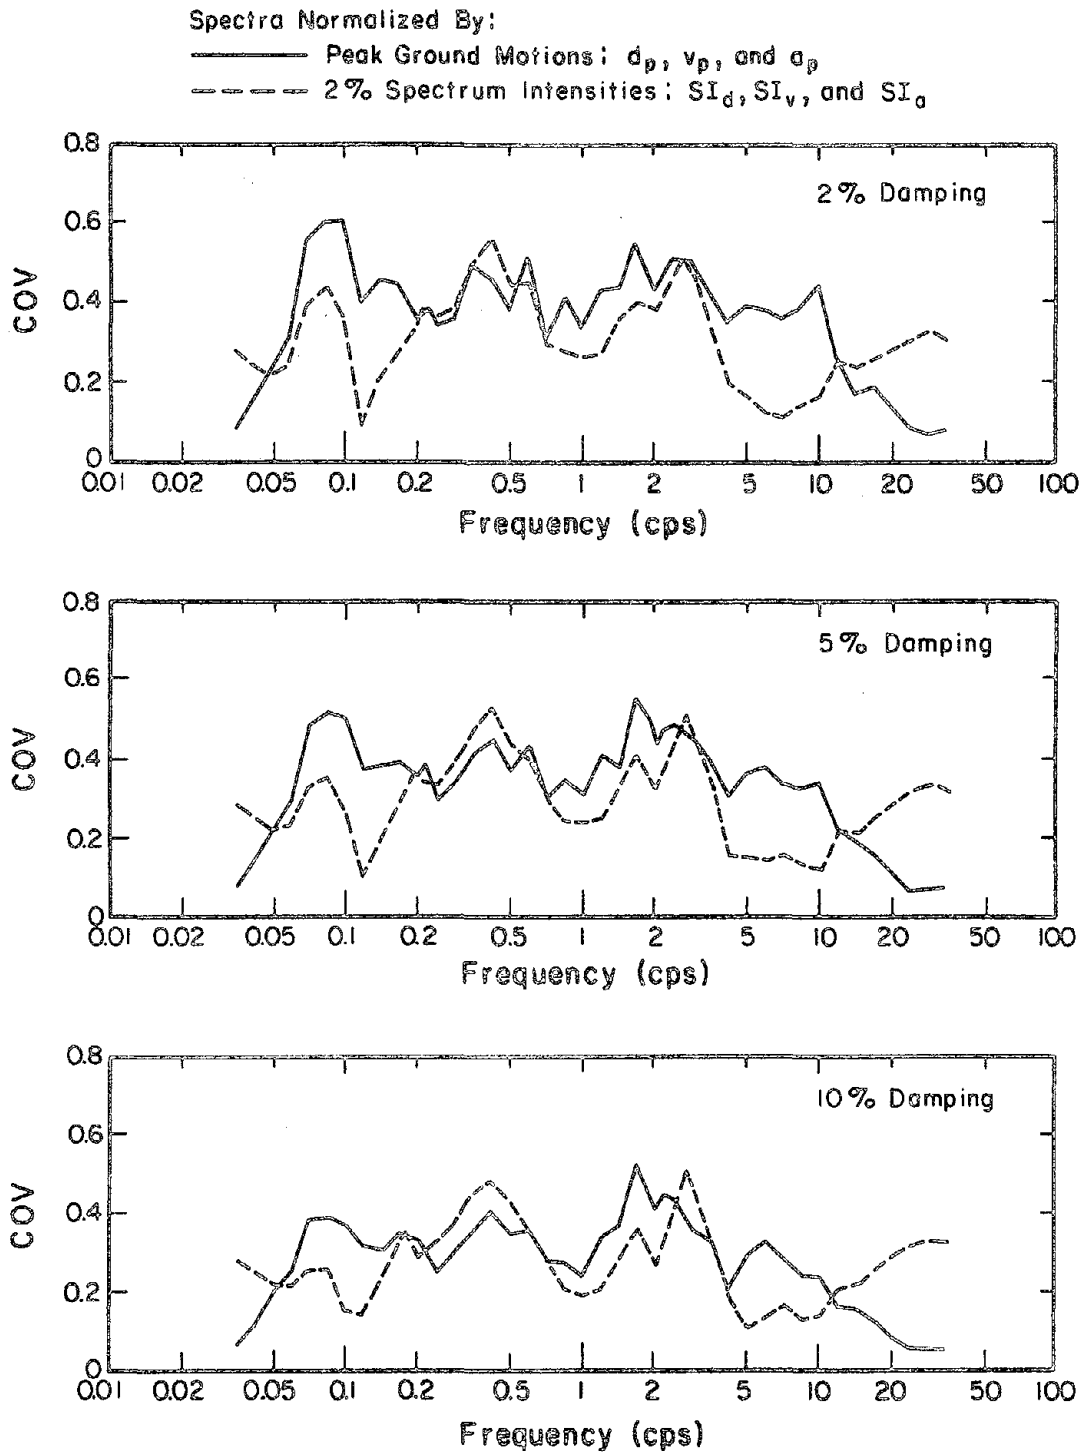 Spectra Normalized By:
Peak Ground Motions: dp, vp, and ap
2% Spectrum Intensities: SId, SIv, and SIa
0.8
2% Damping
0.6
COV
0.4
0.2
0
0.01 0.02 0.05 0.1 0.2 0.5 1 2 5 10 20 50 100
Frequency (cps)
0.8
5% Damping
0.6
COV
0.4
0.2
0
0.01 0.02 0.05 0.1 0.2 0.5 1 2 5 10 20 50 100
Frequency (cps)
0.8
10% Damping
0.6
COV
0.4
0.2
0
0.01 0.02 0.05 0.1 0.2 0.5 1 2 5 10 20 50 100
Frequency (cps)